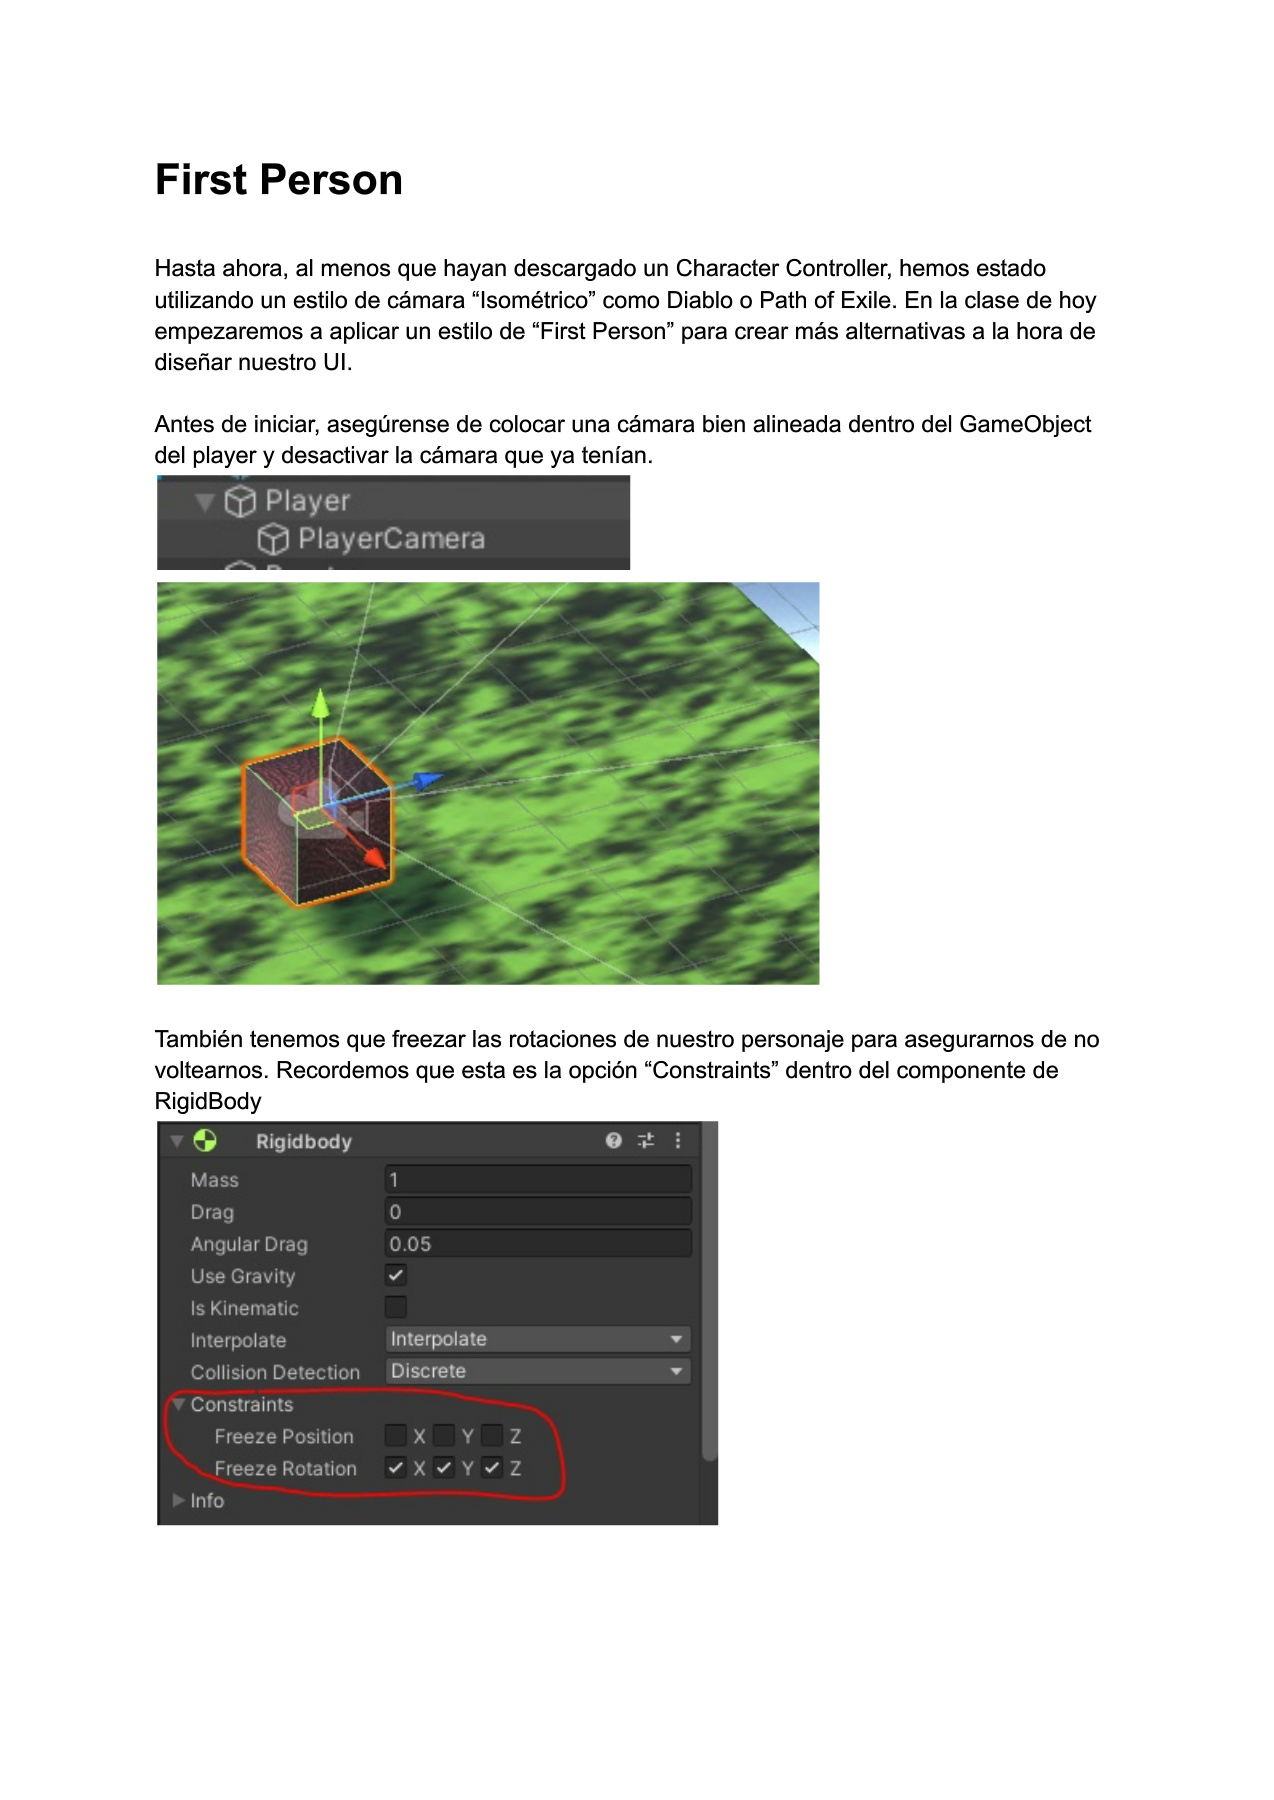 First Person
Hasta ahora, al menos que hayan descargado un Character Controller, hemos estado
utilizando un estilo de cámara “Isométrico” como Diablo o Path of Exile. En la clase de hoy
empezaremos a aplicar un estilo de “First Person” para crear más alternativas a la hora de
diseñar nuestro UI.
Antes de iniciar, asegúrense de colocar una cámara bien alineada dentro del GameObject
del player y desactivar la cámara que ya tenían.
Player
PlayerCamera
También tenemos que freezar las rotaciones de nuestro personaje para asegurarnos de no
voltearnos. Recordemos que esta es la opción “Constraints” dentro del componente de
RigidBody
Rigidbody
Mass 1
Drag 0
Angular Drag 0.05
Use Gravity
Is Kinematic
Interpolate Interpolate
Collision Detection Discrete
Constraints
Freeze Position X Y Z
Freeze Rotation X Y Z
Info